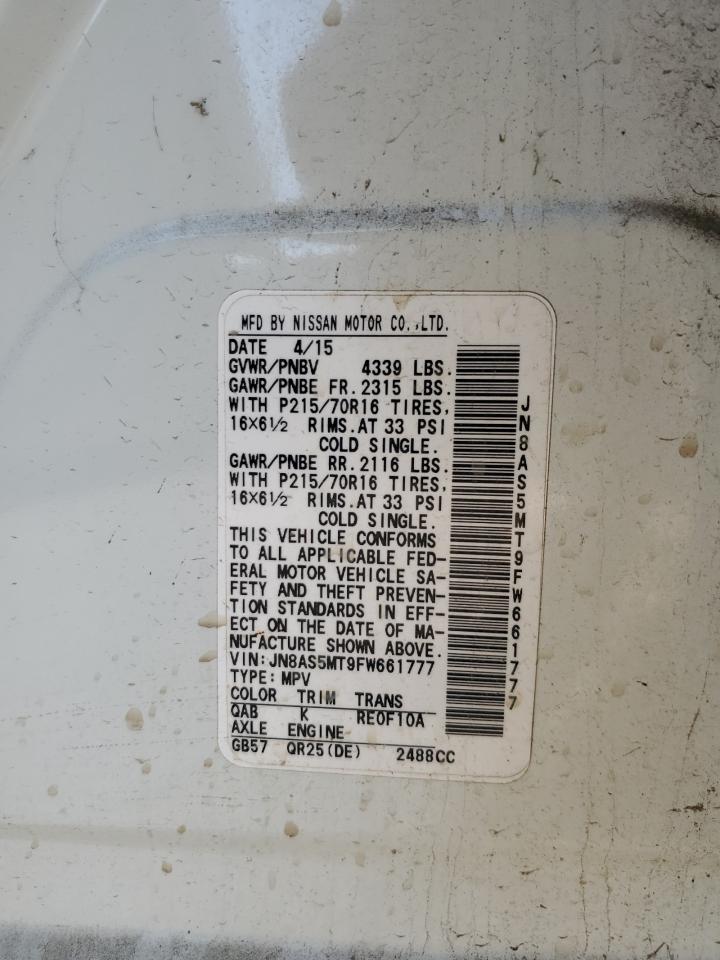 MFD BY NISSAN MOTOR CO.,LTD.
DATE 4/15
GVWR/PNBV 4339 LBS.
GAWR/PNBE FR.2315 LBS.
WITH P215/70R16 TIRES,
16X6½ RIMS.AT 33 PSI
COLD SINGLE.
GAWR/PNBE RR.2116 LBS.
WITH P215/70R16 TIRES,
16X6½ RIMS.AT 33 PSI
COLD SINGLE.
THIS VEHICLE CONFORMS
TO ALL APPLICABLE FED-
ERAL MOTOR VEHICLE SA-
FETY AND THEFT PREVEN-
TION STANDARDS IN EFF-
ECT ON THE DATE OF MA-
NUFACTURE SHOWN ABOVE.
VIN:JN8AS5MT9FW661777
TYPE:MPV
COLOR TRIM TRANS
QAB K RE0F10A
AXLE ENGINE
GB57 QR25(DE) 2488CC
JN8AS5MT9FW661777